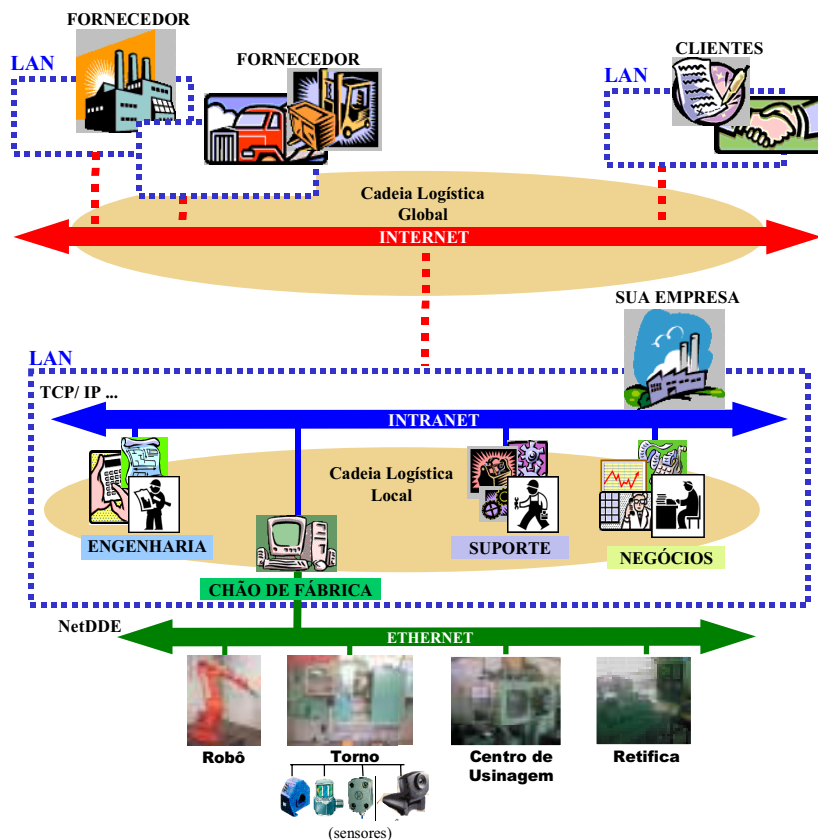 FORNECEDOR
LAN
FORNECEDOR
CLIENTES
LAN
Cadeia Logística
Global
INTERNET
SUA EMPRESA
LAN
TCP/ IP ...
INTRANET
Cadeia Logística
Local
ENGENHARIA
SUPORTE
NEGÓCIOS
CHÃO DE FÁBRICA
NetDDE
ETHERNET
Robô
Torno
Centro de
Usinagem
Retifica
(sensores)